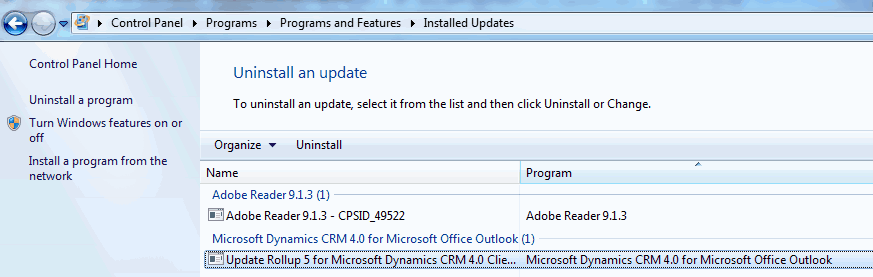 Control Panel Programs Programs and Features Installed Updates
Control Panel Home
Uninstall a program
Turn Windows features on or
off
Install a program from the
network
Uninstall an update
To uninstall an update, select it from the list and then click Uninstall or Change.
Organize Uninstall
Name Program
Adobe Reader 9.1.3 (1)
Adobe Reader 9.1.3 - CPSID_49522 Adobe Reader 9.1.3
Microsoft Dynamics CRM 4.0 for Microsoft Office Outlook (1)
Update Rollup 5 for Microsoft Dynamics CRM 4.0 Clie... Microsoft Dynamics CRM 4.0 for Microsoft Office Outlook